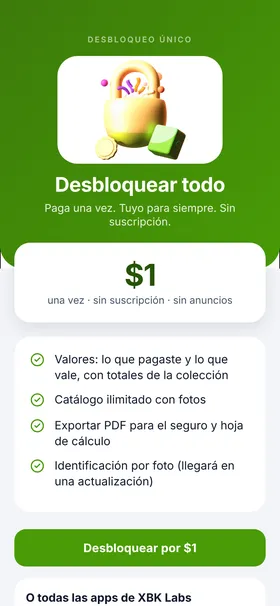 DESBLOQUEO ÚNICO
Desbloquear todo
Paga una vez. Tuyo para siempre. Sin
suscripción.
$1
una vez · sin suscripción · sin anuncios
Valores: lo que pagaste y lo que
vale, con totales de la colección
Catálogo ilimitado con fotos
Exportar PDF para el seguro y hoja
de cálculo
Identificación por foto (llegará en
una actualización)
Desbloquear por $1
O todas las apps de XBK Labs